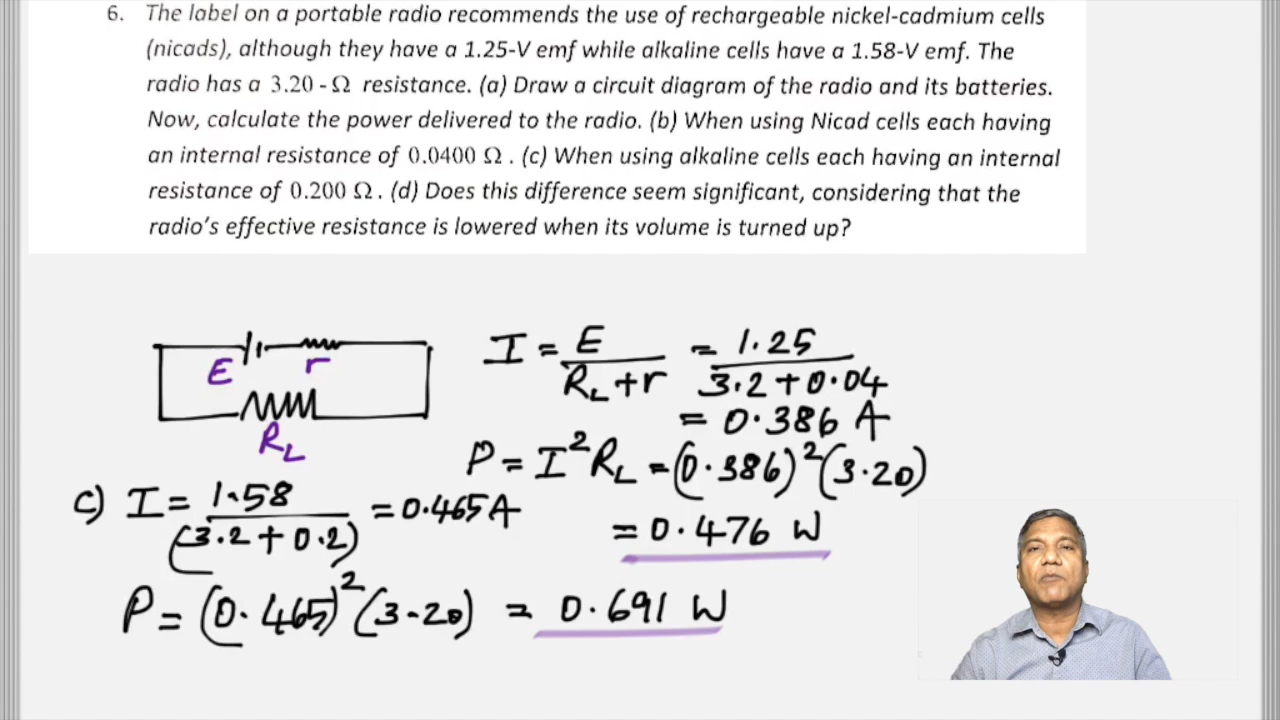 6. The label on a portable radio recommends the use of rechargeable nickel-cadmium cells
(nicads), although they have a 1.25-V emf while alkaline cells have a 1.58-V emf. The
radio has a 3.20 - Ω resistance. (a) Draw a circuit diagram of the radio and its batteries.
Now, calculate the power delivered to the radio. (b) When using Nicad cells each having
an internal resistance of 0.0400 Ω . (c) When using alkaline cells each having an internal
resistance of 0.200 Ω . (d) Does this difference seem significant, considering that the
radio's effective resistance is lowered when its volume is turned up?
E r
R_L
I = E / (R_L + r) = 1.25 / (3.2 + 0.04)
= 0.386 A
P = I² R_L = (0.386)² (3.20)
= 0.476 W
c) I = 1.58 / (3.2 + 0.2) = 0.465 A
P = (0.465)² (3.20) = 0.691 W